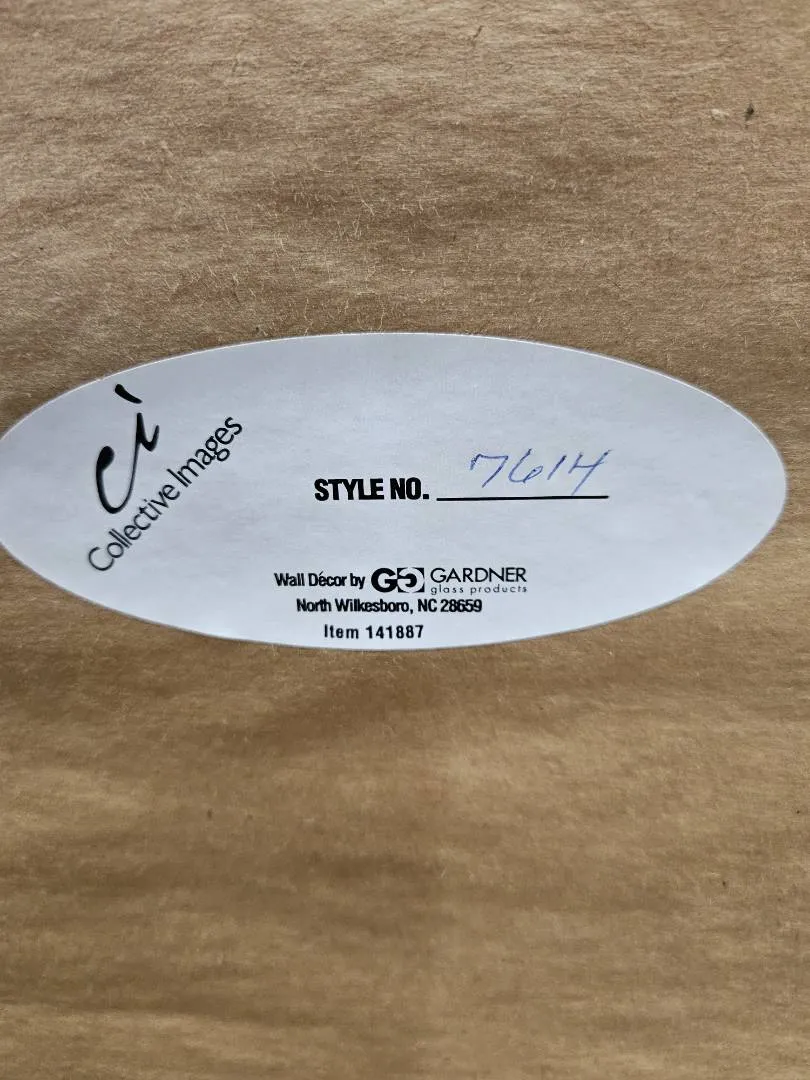 ci
Collective Images
STYLE NO. 7614
Wall Décor by GG GARDNER
glass products
North Wilkesboro, NC 28659
Item 141887